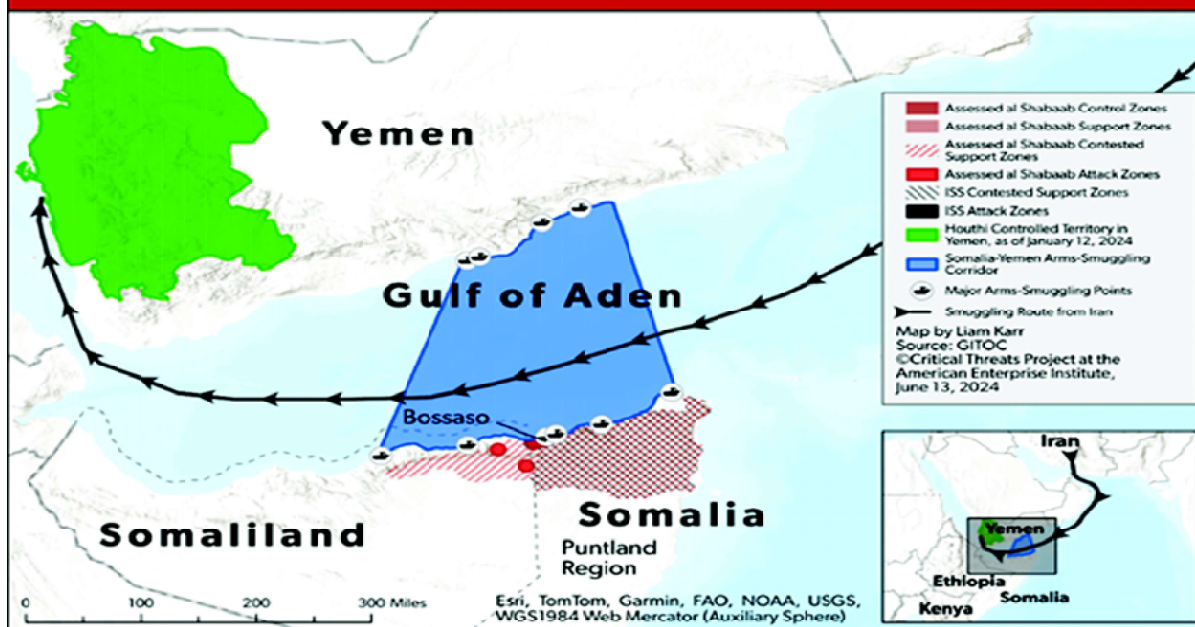 Yemen
Gulf of Aden
Bossaso
Somaliland
Somalia
Puntland
Region
Assessed al Shabaab Control Zones
Assessed al Shabaab Support Zones
Assessed al Shabaab Contested
Support Zones
Assessed al Shabaab Attack Zones
ISS Contested Support Zones
ISS Attack Zones
Houthi Controlled Territory in
Yemen, as of January 12, 2024
Somalia-Yemen Arms-Smuggling
Corridor
Major Arms-Smuggling Points
Smuggling Route from Iran
Map by Liam Karr
Source: GITOC
©Critical Threats Project at the
American Enterprise Institute,
June 13, 2024
Iran
Yemen
Ethiopia
Somalia
Kenya
0 100 200 300 Miles
Esri, TomTom, Garmin, FAO, NOAA, USGS,
WGS1984 Web Mercator (Auxiliary Sphere)